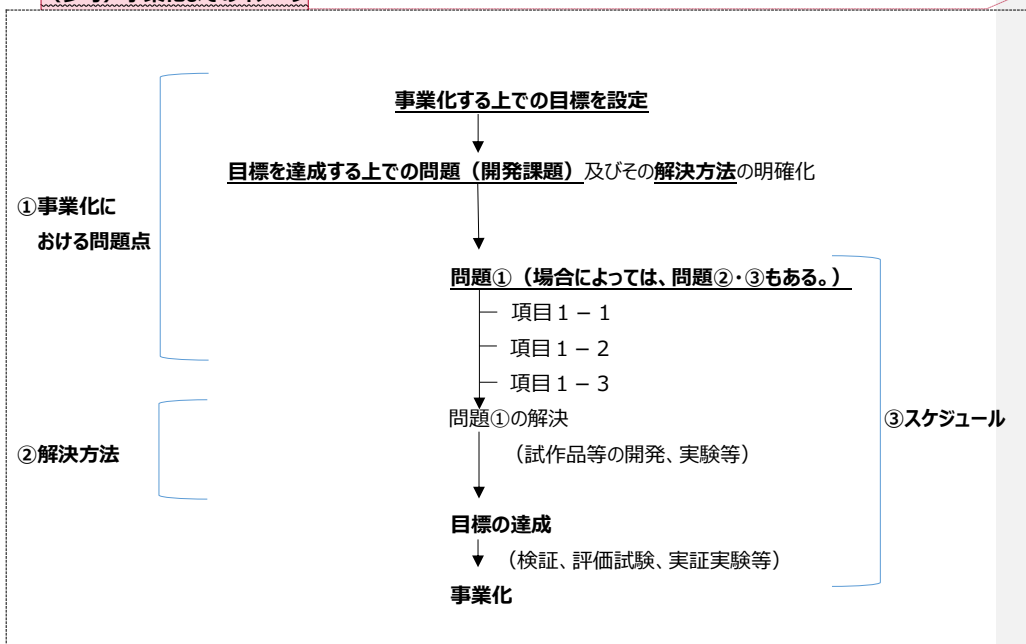 事業化する上での目標を設定
目標を達成する上での問題（開発課題）及びその解決方法の明確化
①事業化に
おける問題点
問題①（場合によっては、問題②・③もある。）
項目１－１
項目１－２
項目１－３
問題①の解決
③スケジュール
②解決方法
（試作品等の開発、実験等）
目標の達成
（検証、評価試験、実証実験等）
事業化